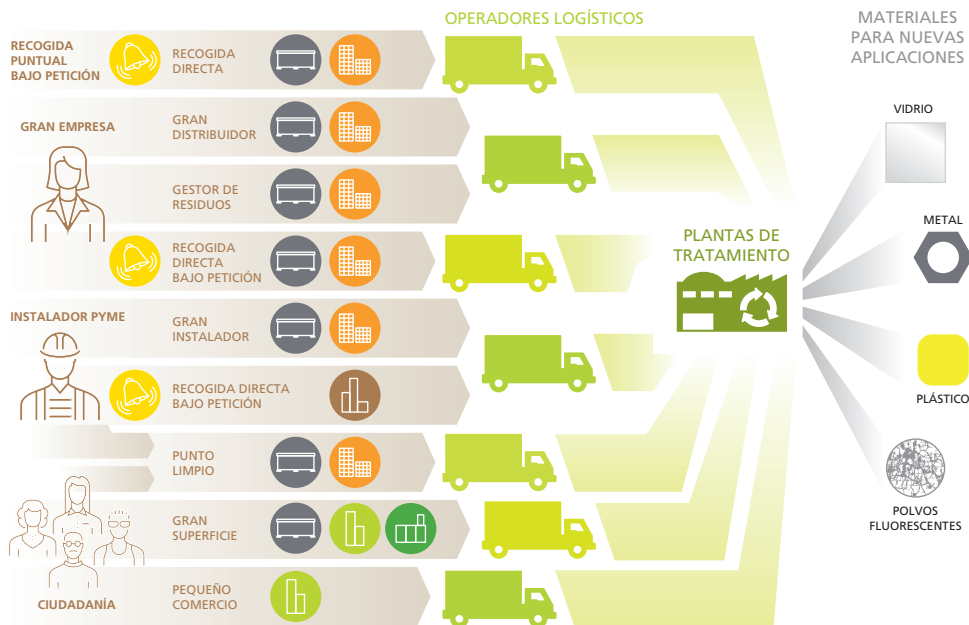 OPERADORES LOGÍSTICOS
MATERIALES
PARA NUEVAS
APLICACIONES
RECOGIDA
PUNTUAL
BAJO PETICIÓN
RECOGIDA
DIRECTA
GRAN EMPRESA
GRAN
DISTRIBUIDOR
GESTOR DE
RESIDUOS
RECOGIDA
DIRECTA
BAJO PETICIÓN
INSTALADOR PYME
GRAN
INSTALADOR
RECOGIDA DIRECTA
BAJO PETICIÓN
PUNTO
LIMPIO
GRAN
SUPERFICIE
CIUDADANÍA
PEQUEÑO
COMERCIO
PLANTAS DE
TRATAMIENTO
VIDRIO
METAL
PLÁSTICO
POLVOS
FLUORESCENTES